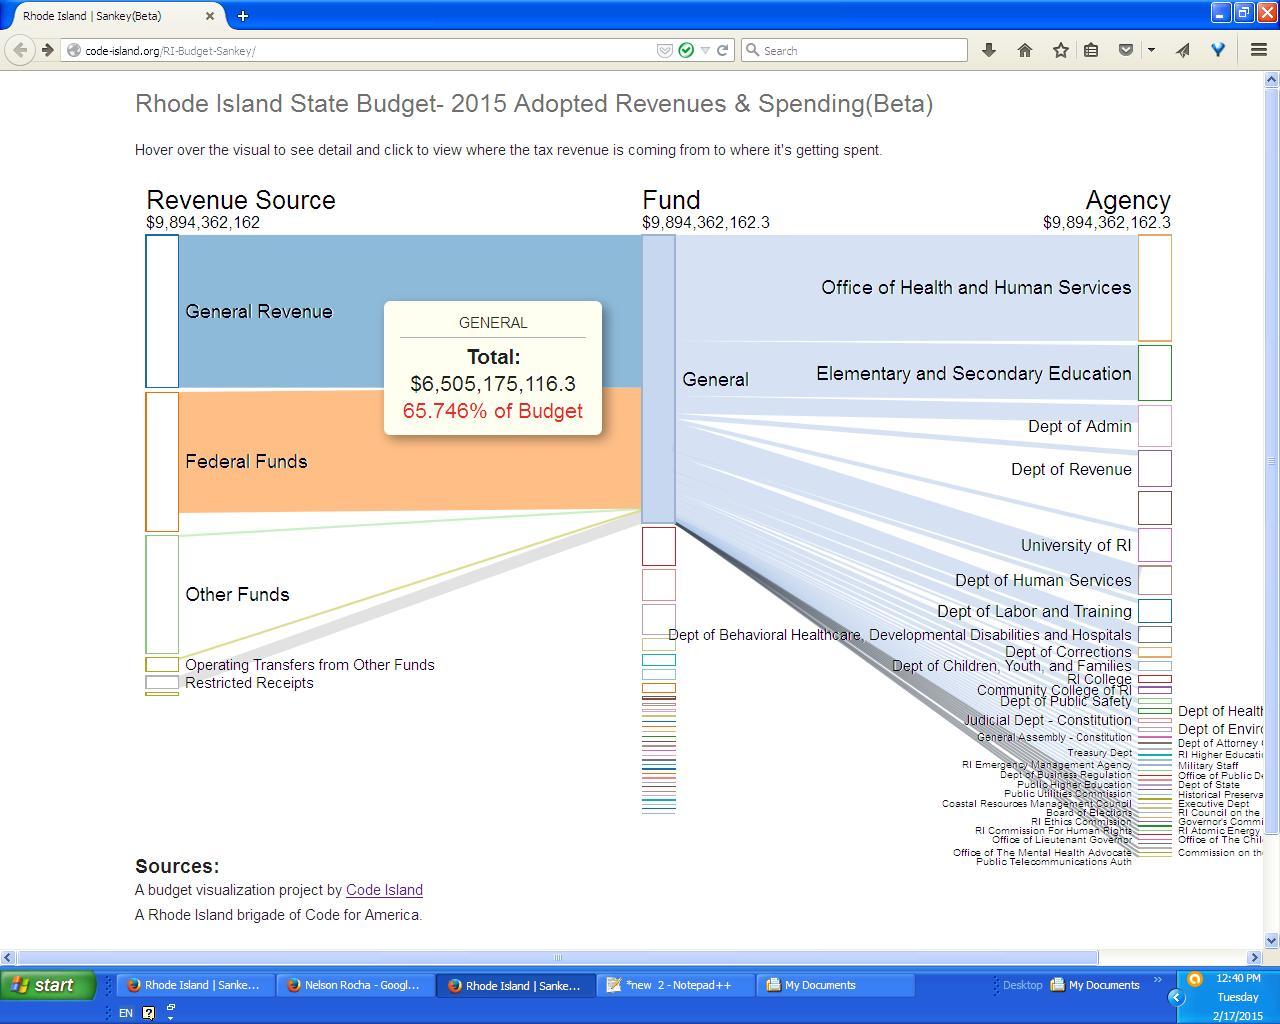 Rhode Island | Sankey(Beta)
code-island.org/RI-Budget-Sankey/
Search
Rhode Island State Budget- 2015 Adopted Revenues & Spending(Beta)
Hover over the visual to see detail and click to view where the tax revenue is coming from to where it's getting spent.
Revenue Source
$9,894,362,162
Fund
$9,894,362,162.3
Agency
$9,894,362,162.3
General Revenue
Federal Funds
Other Funds
Operating Transfers from Other Funds
Restricted Receipts
GENERAL
Total:
$6,505,175,116.3
65.746% of Budget
General
Office of Health and Human Services
Elementary and Secondary Education
Dept of Admin
Dept of Revenue
University of RI
Dept of Human Services
Dept of Labor and Training
Dept of Behavioral Healthcare, Developmental Disabilities and Hospitals
Dept of Corrections
Dept of Children, Youth, and Families
RI College
Community College of RI
Dept of Public Safety
Dept of Health
Judicial Dept - Constitution
Dept of Enviro
General Assembly - Constitution
Dept of Attorney
Treasury Dept
RI Higher Educati
RI Emergency Management Agency
Military Staff
Dept of Business Regulation
Office of Public De
Public Higher Education
Dept of State
Public Utilities Commission
Historical Preserva
Coastal Resources Management Council
Executive Dept
Board of Elections
RI Council on the
RI Ethics Commission
Governor's Commi
RI Commission For Human Rights
RI Atomic Energy
Office of Lieutenant Governor
Office of The Chil
Office of The Mental Health Advocate
Commission on th
Public Telecommunications Auth
Sources:
A budget visualization project by Code Island
A Rhode Island brigade of Code for America.
start
Rhode Island | Sanke...
Nelson Rocha - Googl...
Rhode Island | Sanke...
*new 2 - Notepad++
My Documents
Desktop
My Documents
12:40 PM
Tuesday
2/17/2015
EN